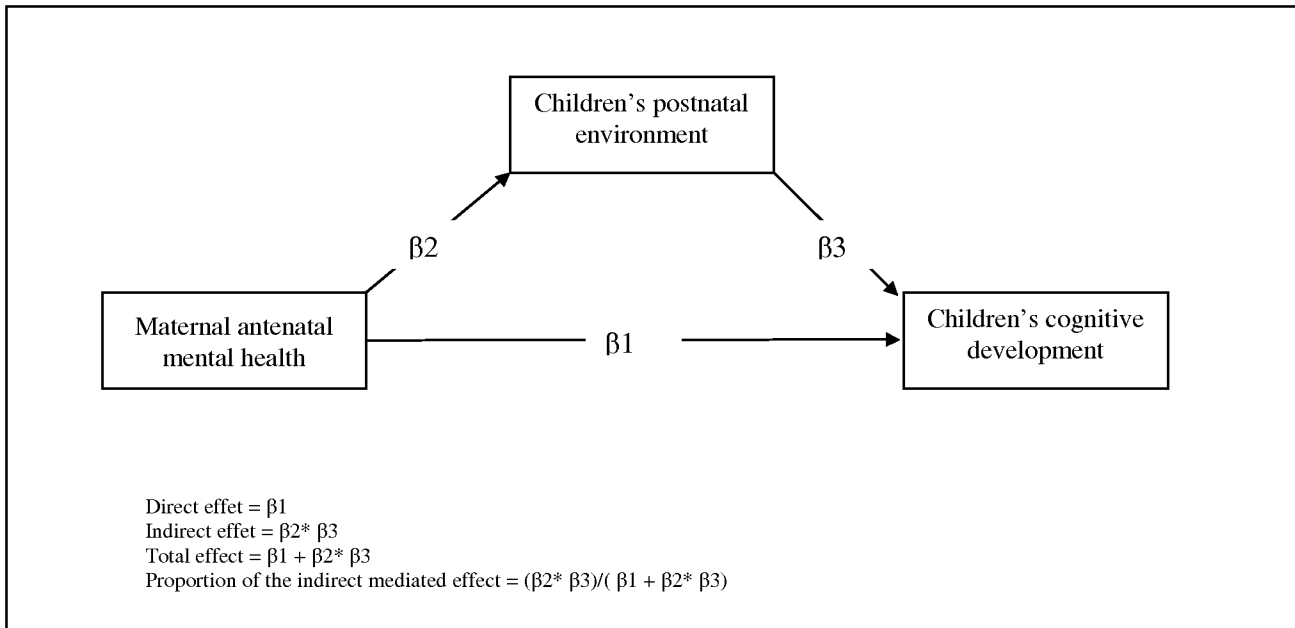 Children's postnatal
environment
β2
β3
Maternal antenatal
mental health
β1
Children's cognitive
development
Direct effet = β1
Indirect effet = β2* β3
Total effect = β1 + β2* β3
Proportion of the indirect mediated effect = (β2* β3)/( β1 + β2* β3)